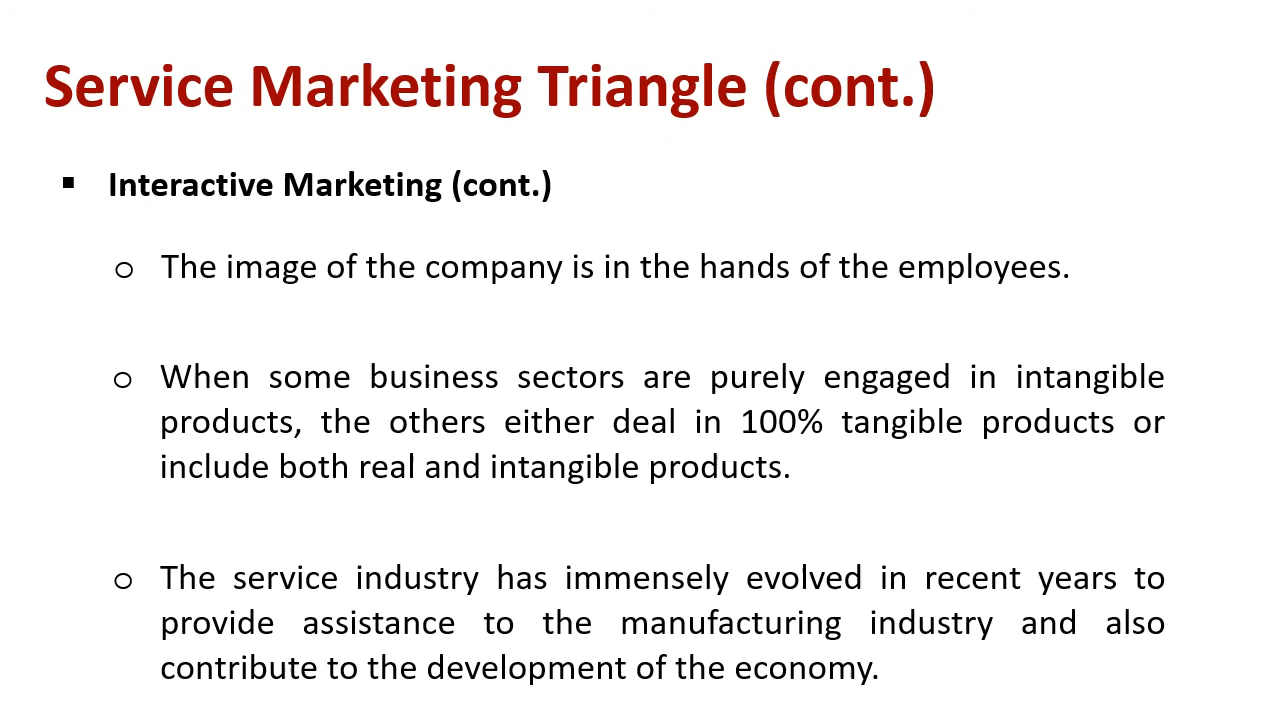 Service Marketing Triangle (cont.)
▪ Interactive Marketing (cont.)
o The image of the company is in the hands of the employees.
o When some business sectors are purely engaged in intangible
products, the others either deal in 100% tangible products or
include both real and intangible products.
o The service industry has immensely evolved in recent years to
provide assistance to the manufacturing industry and also
contribute to the development of the economy.